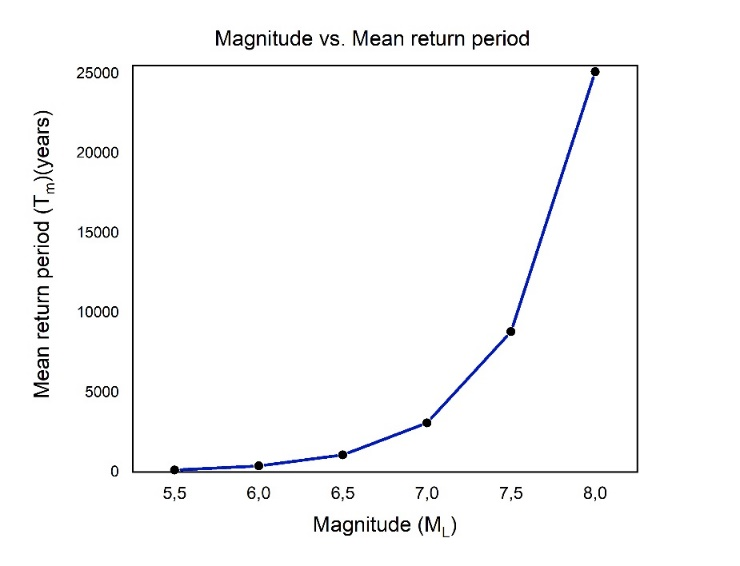 Magnitude vs. Mean return period
25000
20000
15000
10000
5000
0
Mean return period (Tm)(years)
5,5 6,0 6,5 7,0 7,5 8,0
Magnitude (ML)